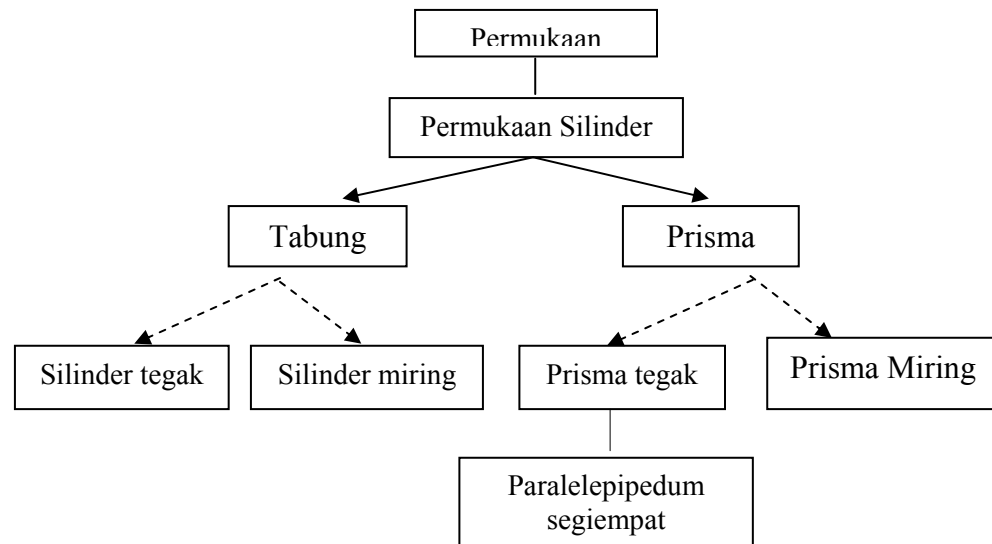 Permukaan
Permukaan Silinder
Tabung
Prisma
Silinder tegak
Silinder miring
Prisma tegak
Prisma Miring
Paralelepipedum
segiempat